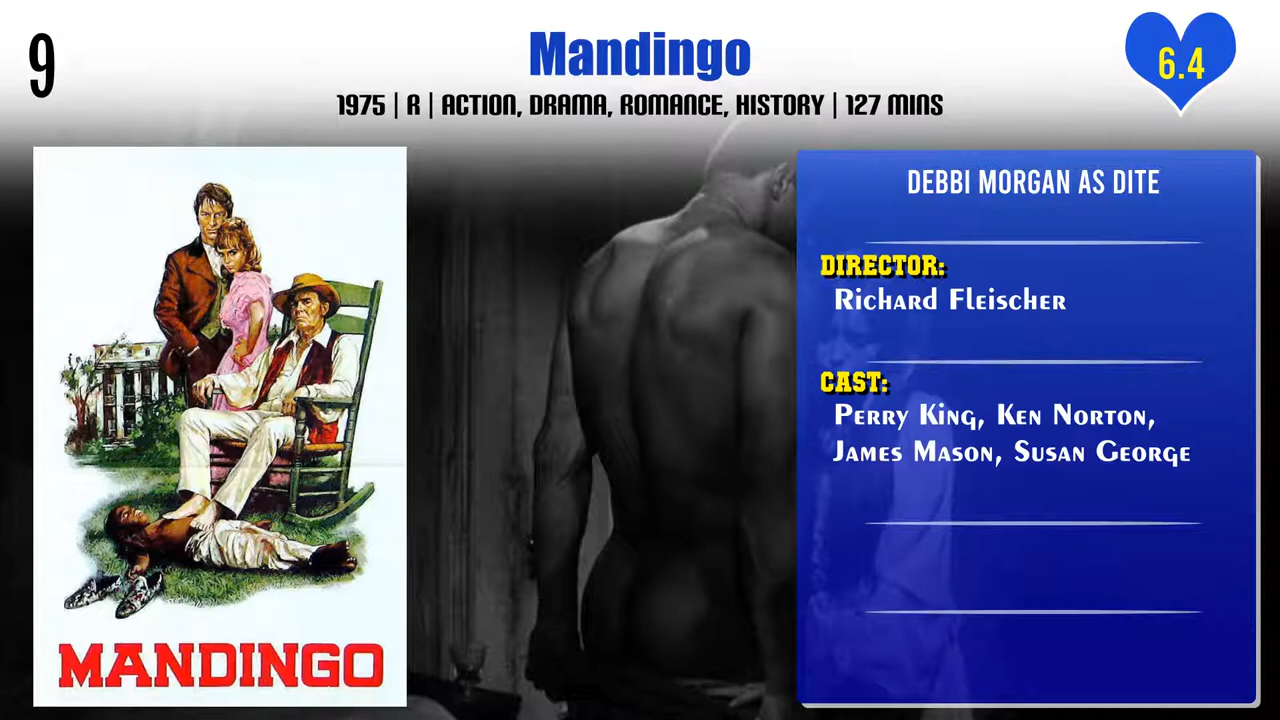 9
Mandingo
6.4
1975 | R | ACTION, DRAMA, ROMANCE, HISTORY | 127 MINS
DEBBI MORGAN AS DITE
DIRECTOR:
Richard Fleischer
CAST:
Perry King, Ken Norton,
James Mason, Susan George
MANDINGO